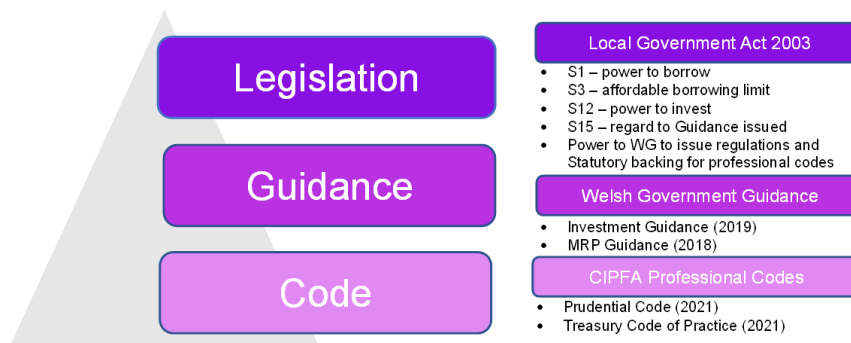 Legislation
Local Government Act 2003
• S1 – power to borrow
• S3 – affordable borrowing limit
• S12 – power to invest
• S15 – regard to Guidance issued
• Power to WG to issue regulations and
Statutory backing for professional codes
Guidance
Welsh Government Guidance
• Investment Guidance (2019)
• MRP Guidance (2018)
Code
CIPFA Professional Codes
• Prudential Code (2021)
• Treasury Code of Practice (2021)